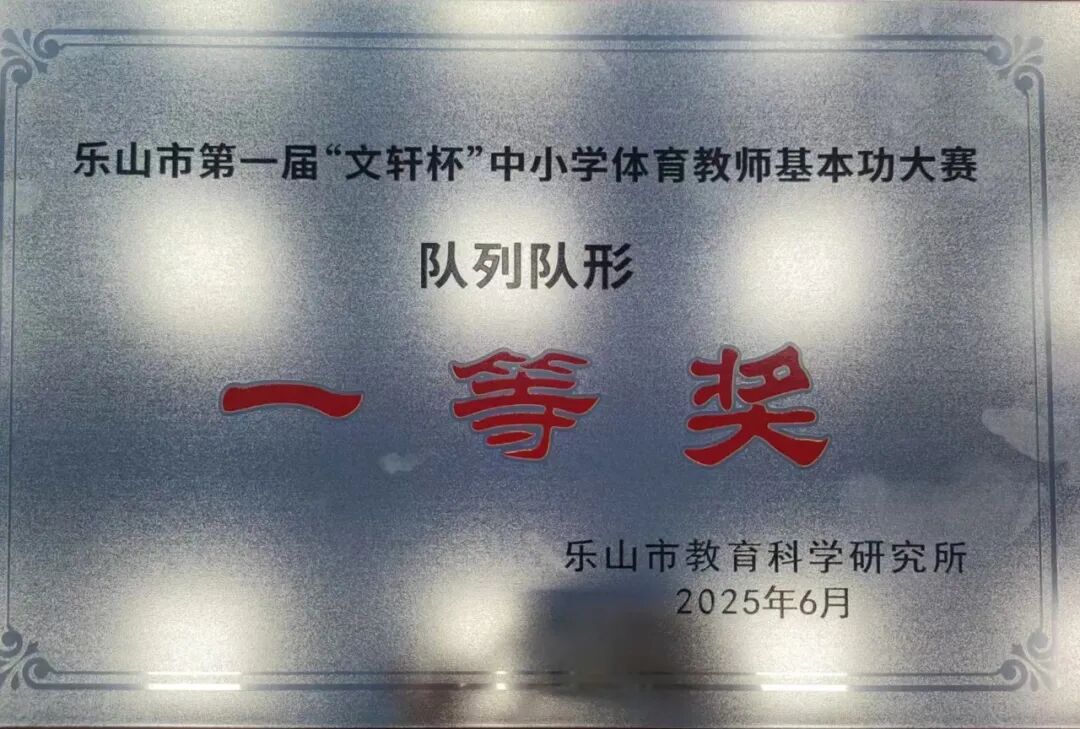 乐山市第一届“文轩杯”中小学体育教师基本功大赛
队列队形
一等奖
乐山市教育科学研究所
2025年6月